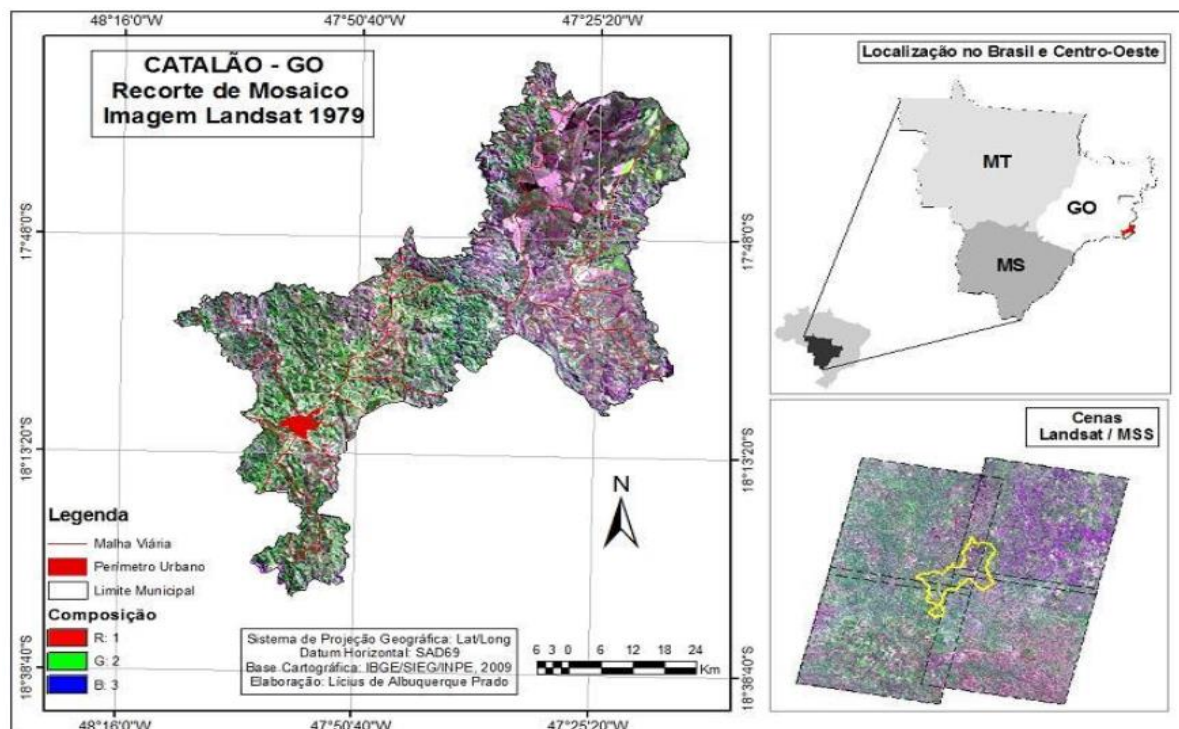 48°16'0"W 47°50'40"W 47°25'20"W
CATALÃO - GO
Recorte de Mosaico
Imagem Landsat 1979
17°48'0"S
17°48'0"S
18°13'20"S
18°13'20"S
18°38'40"S
18°38'40"S
N
Legenda
Malha Viária
Perímetro Urbano
Limite Municipal
Composição
R: 1
G: 2
B: 3
Sistema de Projeção Geográfica: Lat/Long
Datum Horizontal: SAD69
Base Cartográfica: IBGE/SIEG/INPE, 2009
Elaboração: Lícius de Albuquerque Prado
6 3 0 6 12 18 24
Km
48°16'0"W 47°50'40"W 47°25'20"W
Localização no Brasil e Centro-Oeste
MT
GO
MS
Cenas
Landsat / MSS